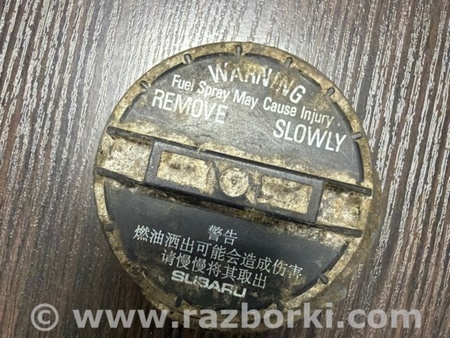 WARNING
Fuel Spray May Cause Injury
REMOVE SLOWLY
警告
燃油洒出可能会造成伤害
请慢慢将其取出
SUBARU
© www.razborki.com